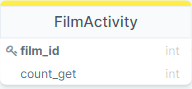 FilmActivity
film_id int
count_get int